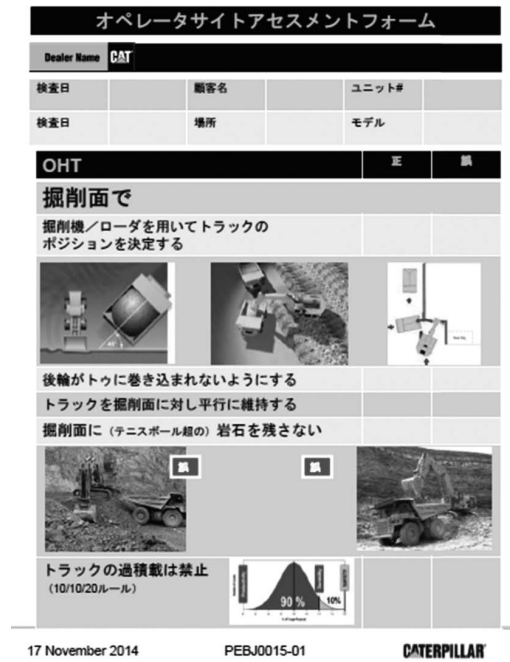 オペレータサイトアセスメントフォーム
Dealer Name CAT
検査日 顧客名 ユニット#
検査日 場所 モデル
OHT 正 誤
掘削面で
掘削機／ローダを用いてトラックの
ポジションを決定する
45°
後輪がトゥに巻き込まれないようにする
トラックを掘削面に対し平行に維持する
掘削面に（テニスボール超の）岩石を残さない
誤 誤
トラックの過積載は禁止
（10/10/20ルール）
90 % 10%
17 November 2014 PEBJ0015-01 CATERPILLAR